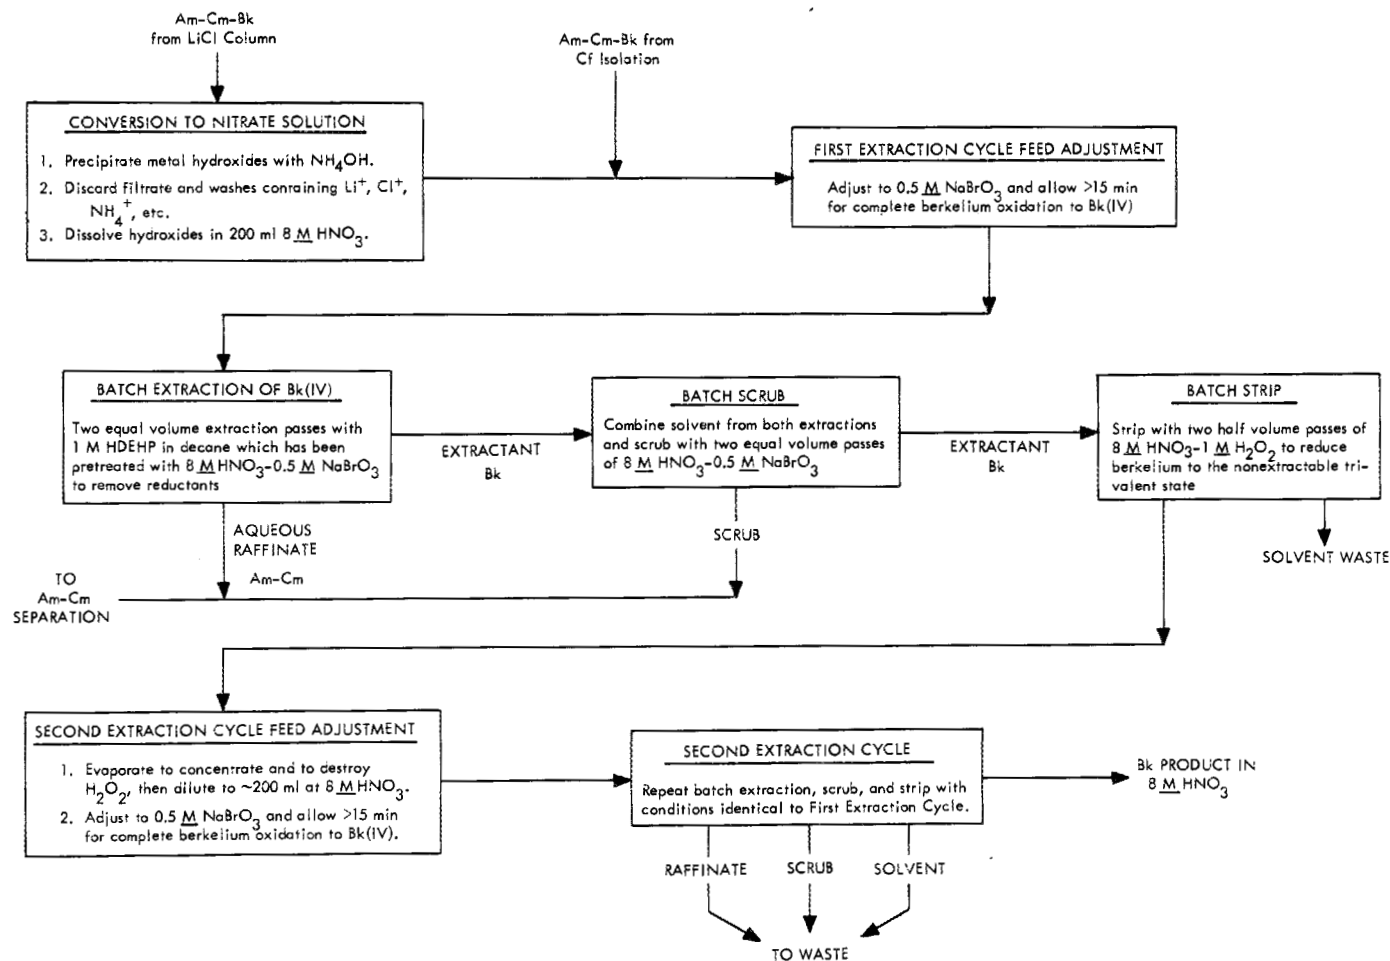 Am-Cm-Bk
from LiCl Column
Am-Cm-Bk from
Cf Isolation
CONVERSION TO NITRATE SOLUTION
1. Precipitate metal hydroxides with NH₄OH.
2. Discard filtrate and washes containing Li⁺, Cl⁺,
NH₄⁺, etc.
3. Dissolve hydroxides in 200 ml 8 M HNO₃.
FIRST EXTRACTION CYCLE FEED ADJUSTMENT
Adjust to 0.5 M NaBrO₃ and allow >15 min
for complete berkelium oxidation to Bk(IV)
BATCH EXTRACTION OF Bk(IV)
Two equal volume extraction passes with
1 M HDEHP in decane which has been
pretreated with 8 M HNO₃-0.5 M NaBrO₃
to remove reductants
EXTRACTANT
Bk
BATCH SCRUB
Combine solvent from both extractions
and scrub with two equal volume passes
of 8 M HNO₃-0.5 M NaBrO₃
EXTRACTANT
Bk
BATCH STRIP
Strip with two half volume passes of
8 M HNO₃-1 M H₂O₂ to reduce
berkelium to the nonextractable tri-
valent state
AQUEOUS
RAFFINATE
Am-Cm
SCRUB
SOLVENT WASTE
TO
Am-Cm
SEPARATION
SECOND EXTRACTION CYCLE FEED ADJUSTMENT
1. Evaporate to concentrate and to destroy
H₂O₂, then dilute to ~200 ml at 8 M HNO₃.
2. Adjust to 0.5 M NaBrO₃ and allow >15 min
for complete berkelium oxidation to Bk(IV).
SECOND EXTRACTION CYCLE
Repeat batch extraction, scrub, and strip with
conditions identical to First Extraction Cycle.
Bk PRODUCT IN
8 M HNO₃
RAFFINATE
SCRUB
SOLVENT
TO WASTE